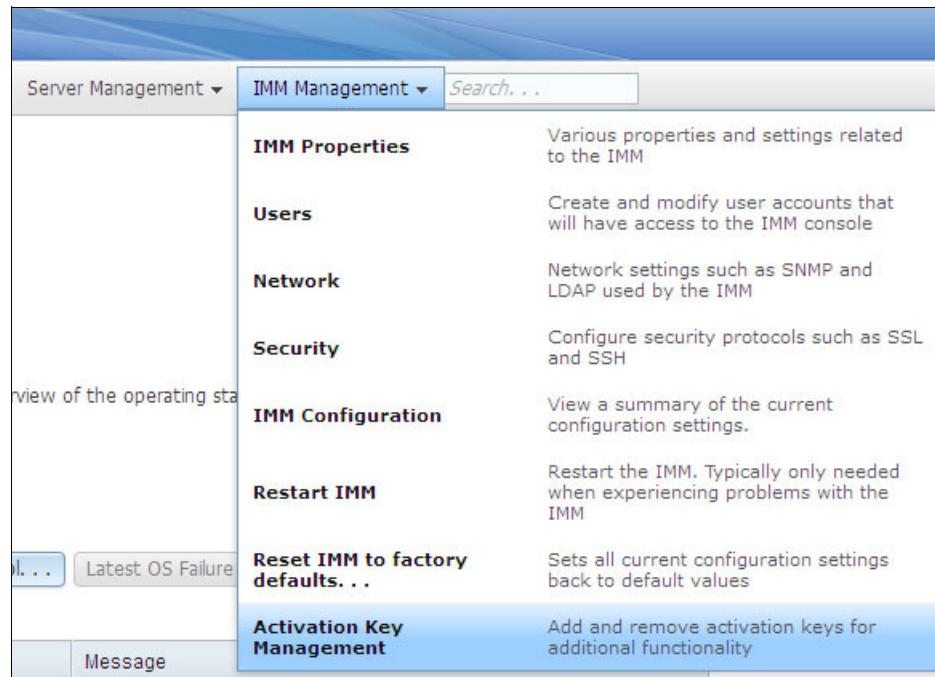 Server Management IMM Management Search. . .
IMM Properties
Various properties and settings related
to the IMM
Users
Create and modify user accounts that
will have access to the IMM console
Network
Network settings such as SNMP and
LDAP used by the IMM
Security
Configure security protocols such as SSL
and SSH
rview of the operating sta
IMM Configuration
View a summary of the current
configuration settings.
Restart IMM
Restart the IMM. Typically only needed
when experiencing problems with the
IMM
ol. . . Latest OS Failure
Reset IMM to factory
defaults. . .
Sets all current configuration settings
back to default values
Activation Key
Management
Add and remove activation keys for
additional functionality
Message